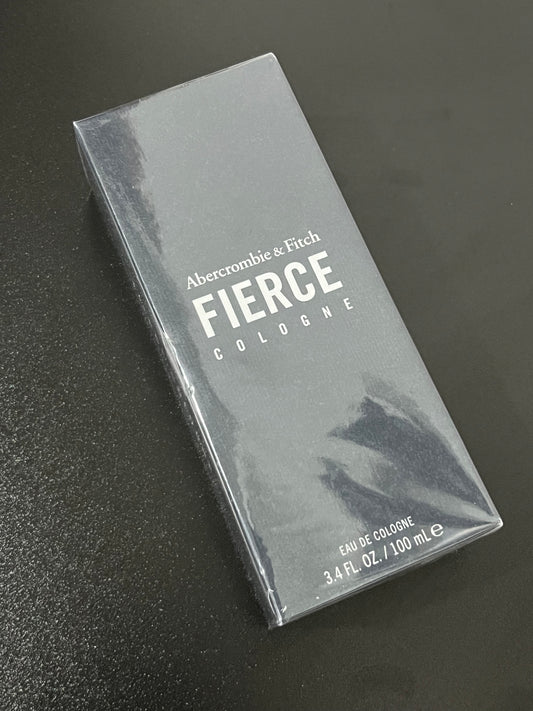 Abercrombie & Fitch
FIERCE
COLOGNE
EAU DE COLOGNE
3.4 FL. OZ. / 100 mL ℮